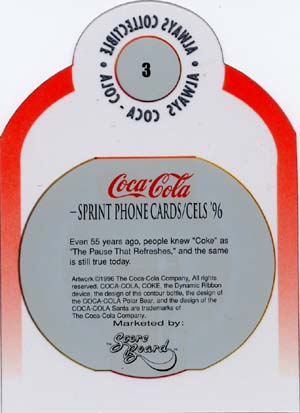 • ALWAYS COLLECTIBLE •
ALWAYS COCA-COLA
3
Coca-Cola
– SPRINT PHONE CARDS/CELS '96
Even 55 years ago, people knew "Coke" as
"The Pause That Refreshes," and the same
is still true today.
Artwork ©1996 The Coca-Cola Company, All rights
reserved, COCA-COLA, COKE, the Dynamic Ribbon
device, the design of the contour bottle, the design of
the COCA-COLA Polar Bear, and the design of the
COCA-COLA Santa are trademarks of
The Coca-Cola Company.
Marketed by:
The Score
Board